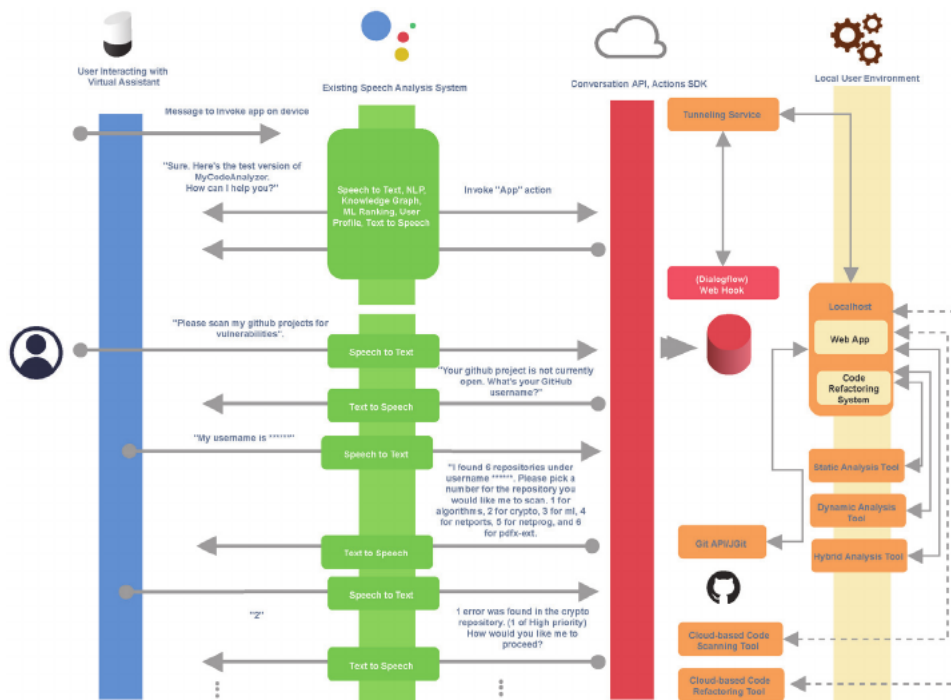 User Interacting with
Virtual Assistant
Existing Speech Analysis System
Conversation API, Actions SDK
Local User Environment
Message to invoke app on device
Tunneling Service
"Sure. Here's the test version of
MyCodeAnalyzer.
How can I help you?"
Speech to Text, NLP,
Knowledge Graph,
ML Ranking, User
Profile, Text to Speech
Invoke "App" action
(Dialogflow)
Web Hook
Localhost
Web App
Code
Refactoring
System
"Please scan my github projects for
vulnerabilities".
Speech to Text
"Your github project is not currently
open. What's your GitHub
username?"
Text to Speech
"My username is ******"
Speech to Text
"I found 6 repositories under
username ******. Please pick a
number for the repository you
would like me to scan. 1 for
algorithms, 2 for crypto, 3 for ml, 4
for netports, 5 for netprog, and 6
for pdfx-ext.
Static Analysis Tool
Dynamic Analysis
Tool
Git API/JGit
Hybrid Analysis Tool
Text to Speech
Speech to Text
"2"
1 error was found in the crypto
repository. (1 of High priority)
How would you like me to
proceed?
Text to Speech
Cloud-based Code
Scanning Tool
Cloud-based Code
Refactoring Tool